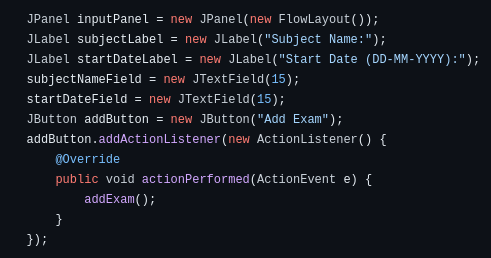 JPanel inputPanel = new JPanel(new FlowLayout());
JLabel subjectLabel = new JLabel("Subject Name:");
JLabel startDateLabel = new JLabel("Start Date (DD-MM-YYYY):");
subjectNameField = new JTextField(15);
startDateField = new JTextField(15);
JButton addButton = new JButton("Add Exam");
addButton.addActionListener(new ActionListener() {
    @Override
    public void actionPerformed(ActionEvent e) {
        addExam();
    }
});